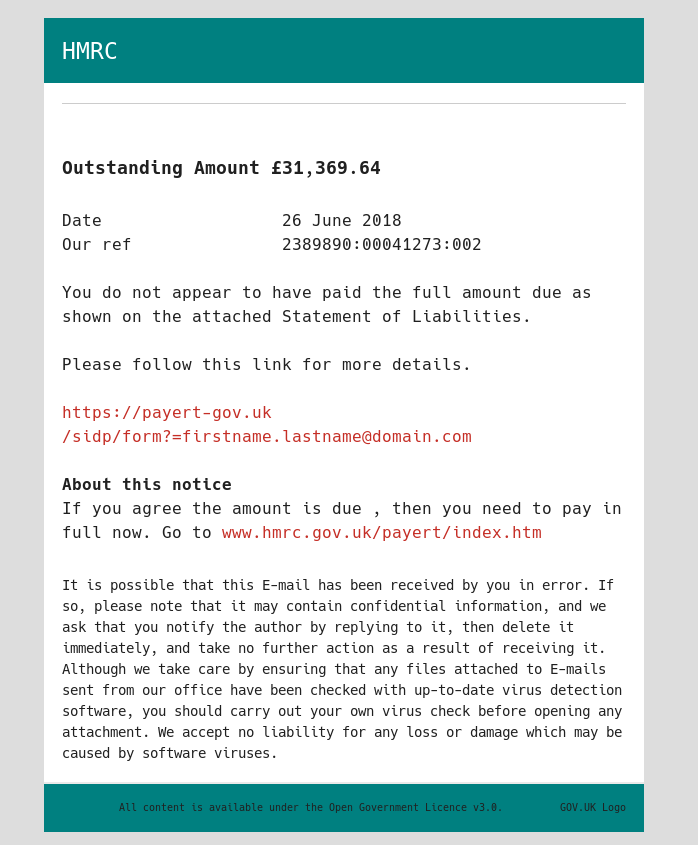 HMRC
Outstanding Amount £31,369.64
Date 26 June 2018
Our ref 2389890:00041273:002
You do not appear to have paid the full amount due as
shown on the attached Statement of Liabilities.
Please follow this link for more details.
https://payert-gov.uk
/sidp/form?=firstname.lastname@domain.com
About this notice
If you agree the amount is due , then you need to pay in
full now. Go to www.hmrc.gov.uk/payert/index.htm
It is possible that this E-mail has been received by you in error. If
so, please note that it may contain confidential information, and we
ask that you notify the author by replying to it, then delete it
immediately, and take no further action as a result of receiving it.
Although we take care by ensuring that any files attached to E-mails
sent from our office have been checked with up-to-date virus detection
software, you should carry out your own virus check before opening any
attachment. We accept no liability for any loss or damage which may be
caused by software viruses.
All content is available under the Open Government Licence v3.0. GOV.UK Logo